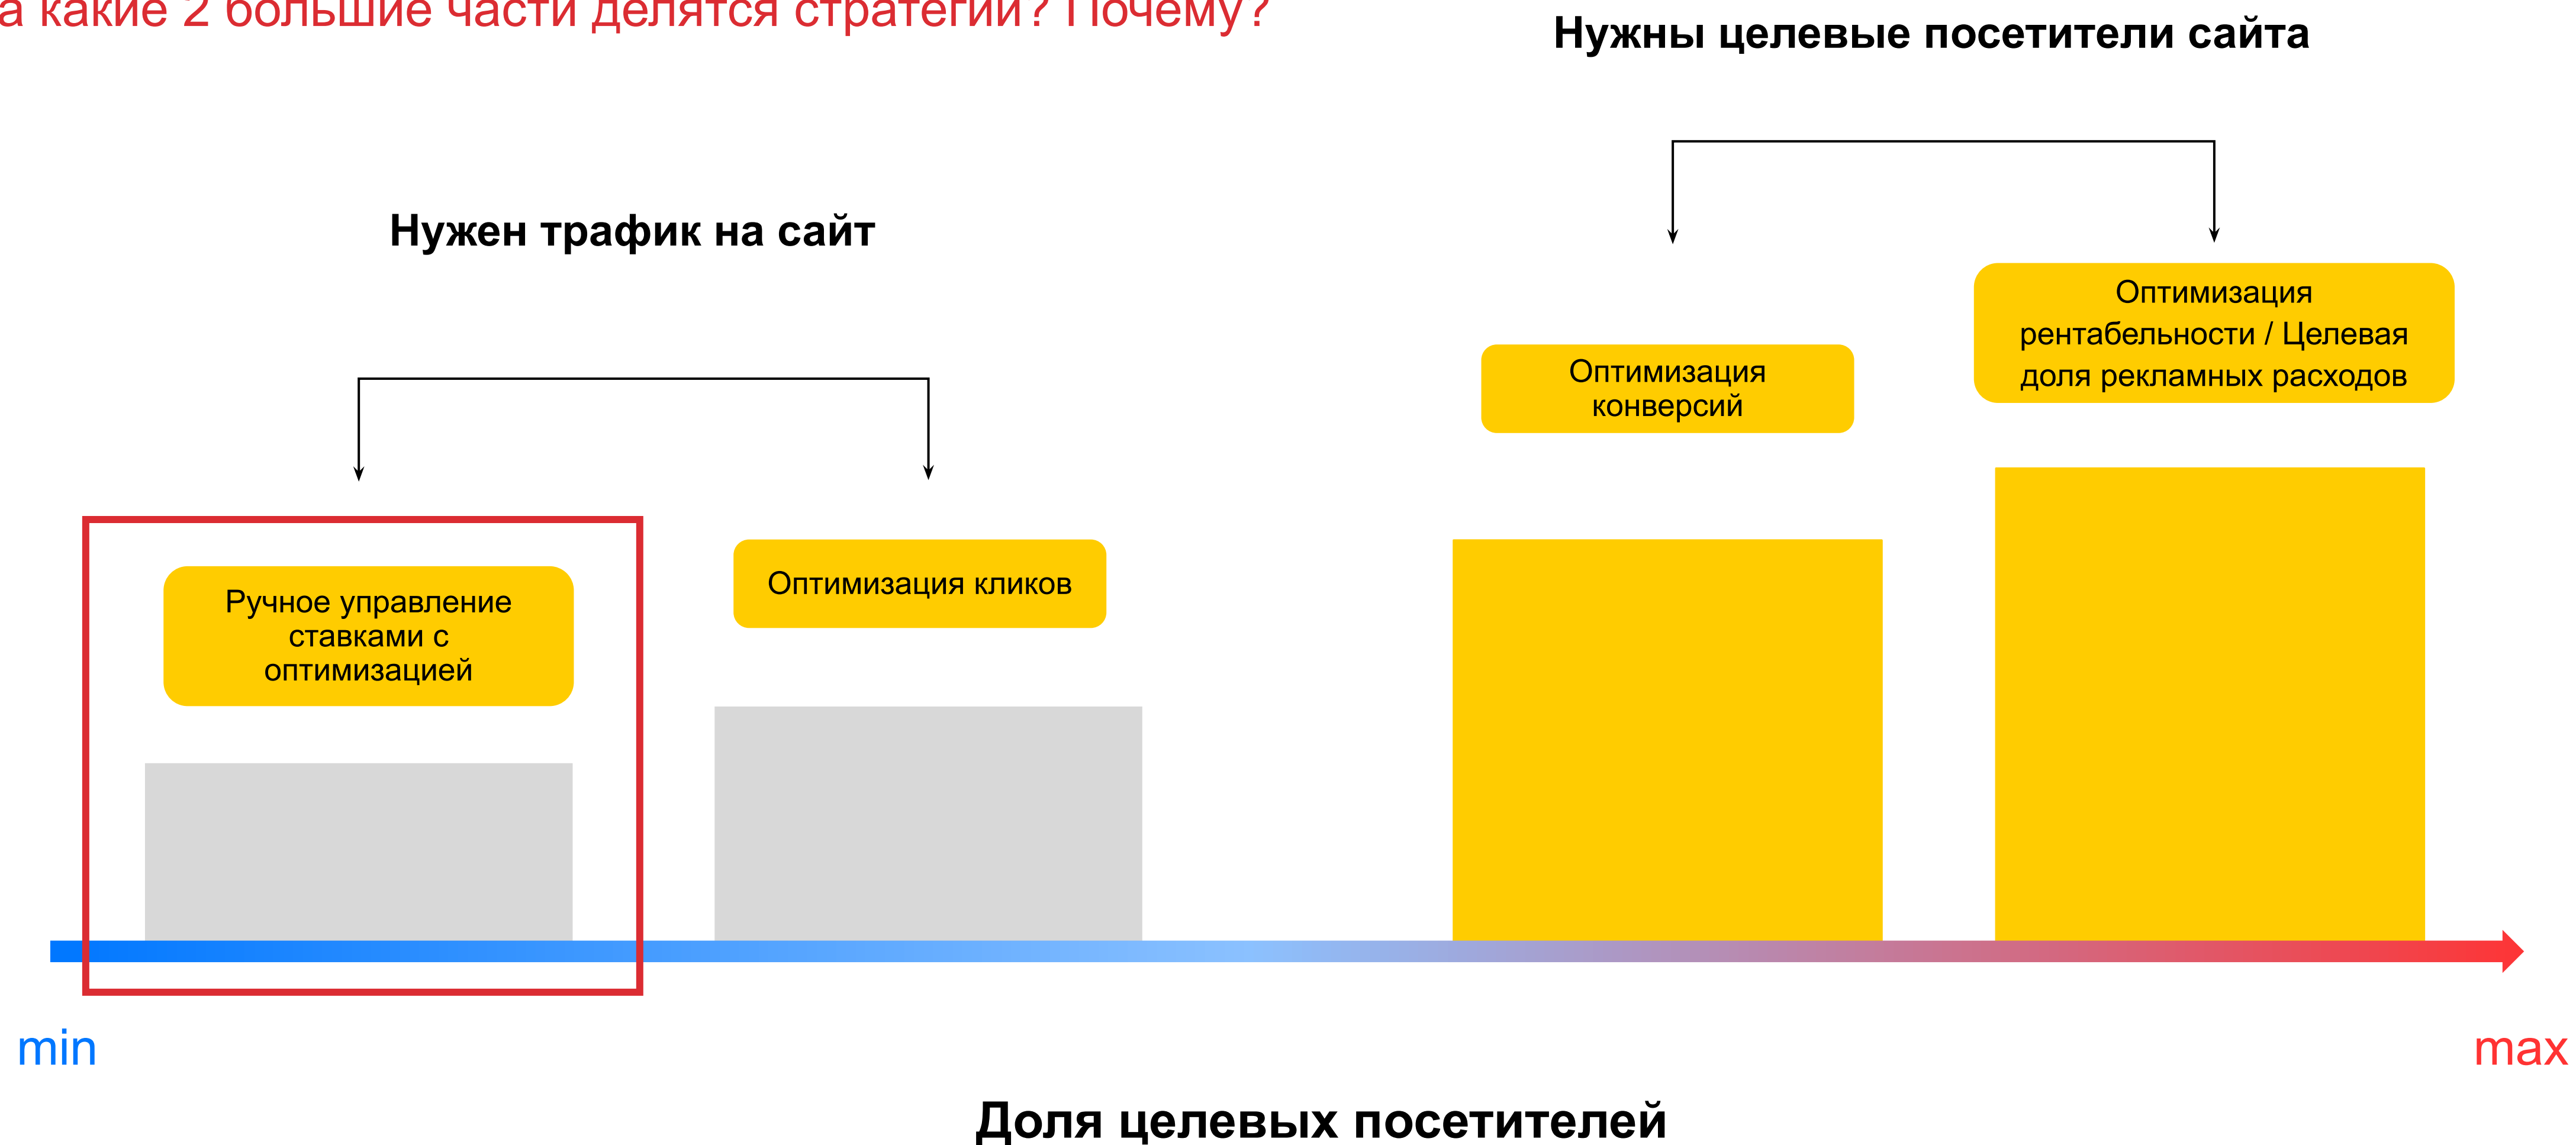 а какие 2 большие части делятся стратегии? Почему?
Нужны целевые посетители сайта
Нужен трафик на сайт
Оптимизация
рентабельности / Целевая
доля рекламных расходов
Оптимизация
конверсий
Оптимизация кликов
Ручное управление
ставками с
оптимизацией
min
max
Доля целевых посетителей